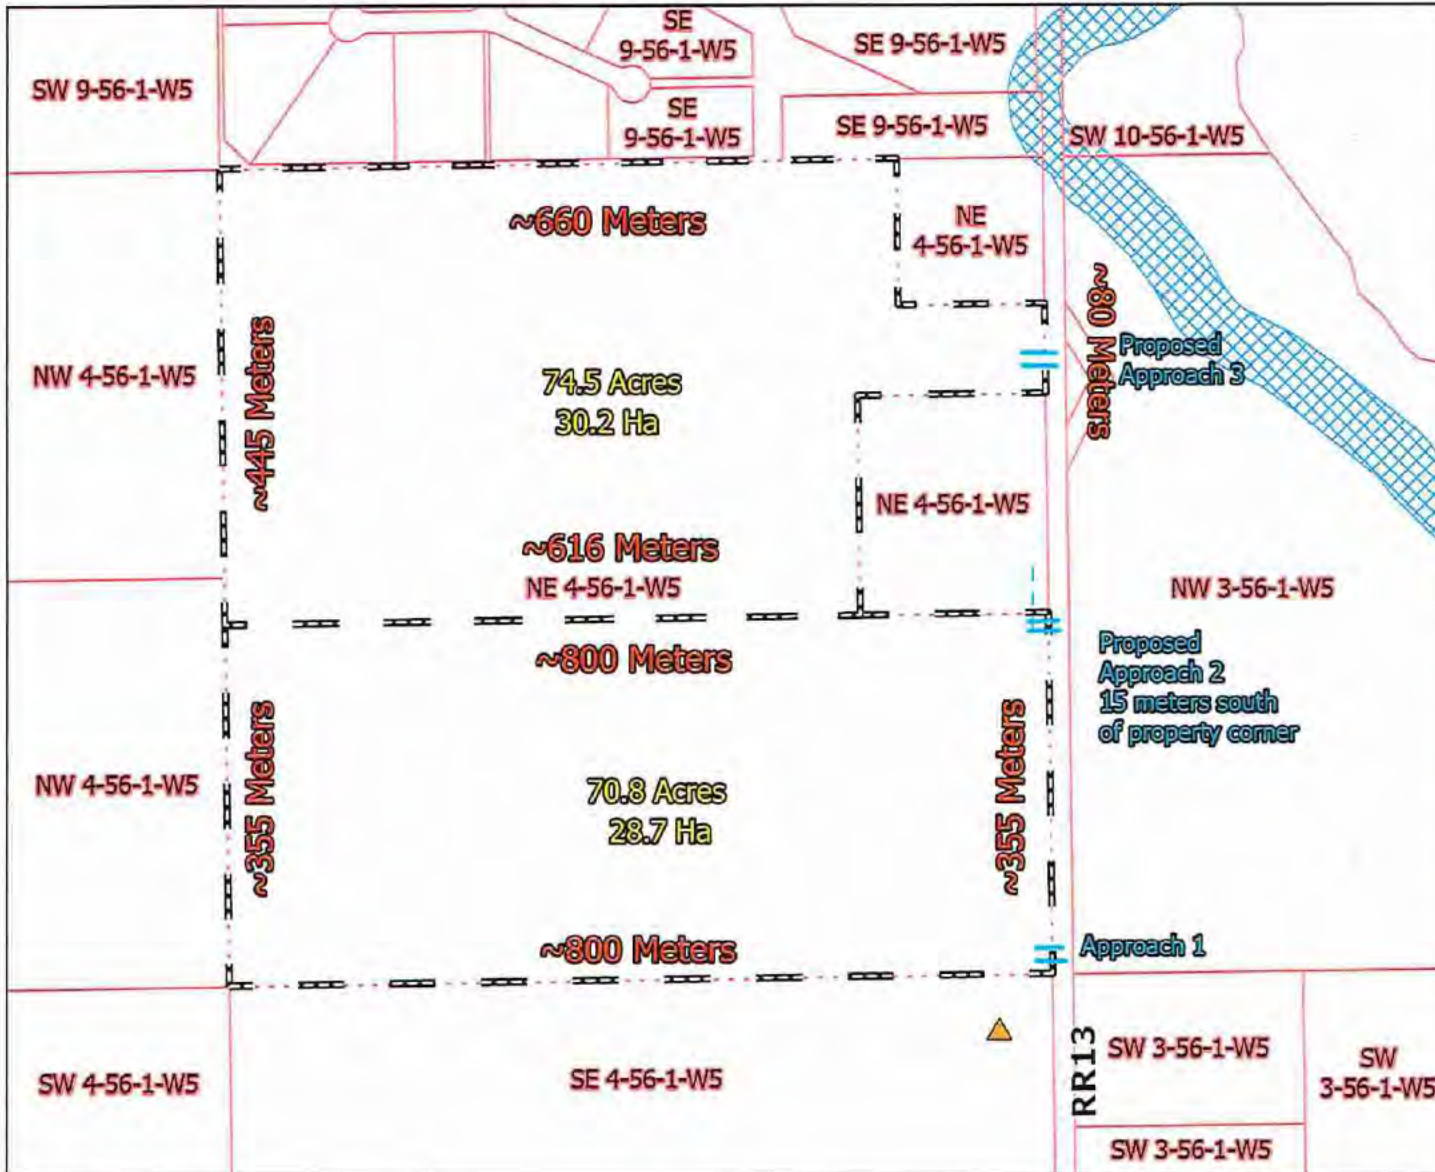 SE
9-56-1-W5
SE 9-56-1-W5
SW 9-56-1-W5
SE
9-56-1-W5
SE 9-56-1-W5
SW 10-56-1-W5
~660 Meters
NE
4-56-1-W5
~80 Meters
Proposed
Approach 3
NW 4-56-1-W5
~445 Meters
74.5 Acres
30.2 Ha
NE 4-56-1-W5
~616 Meters
NE 4-56-1-W5
NW 3-56-1-W5
~800 Meters
Proposed
Approach 2
15 meters south
of property corner
NW 4-56-1-W5
~355 Meters
70.8 Acres
28.7 Ha
~355 Meters
~800 Meters
Approach 1
SW 4-56-1-W5
SE 4-56-1-W5
RR13
SW 3-56-1-W5
SW
3-56-1-W5
SW 3-56-1-W5